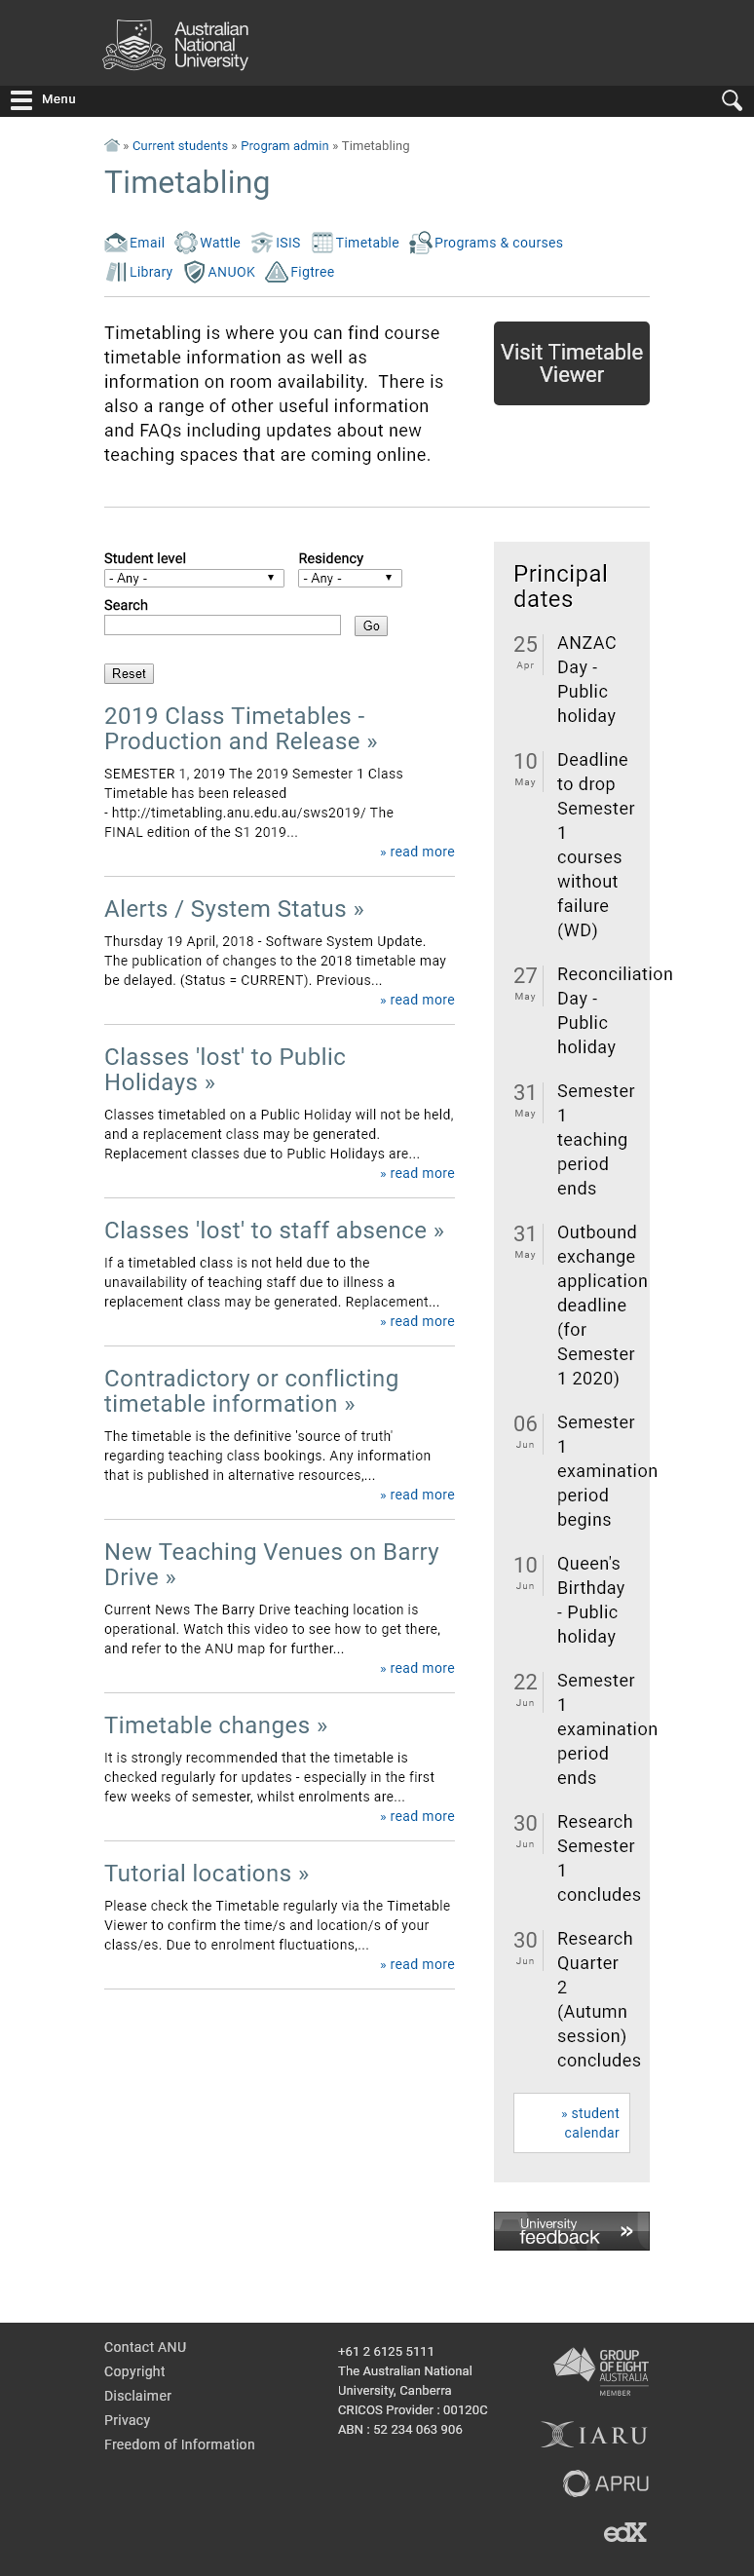 Australian
National
University
Menu
» Current students » Program admin » Timetabling
Timetabling
Email Wattle ISIS Timetable Programs & courses
Library ANUOK Figtree
Timetabling is where you can find course
timetable information as well as
information on room availability.  There is
also a range of other useful information
and FAQs including updates about new
teaching spaces that are coming online.
Visit Timetable
Viewer
Student level Residency
- Any - - Any -
Search
Go
Reset
2019 Class Timetables -
Production and Release »
SEMESTER 1, 2019 The 2019 Semester 1 Class
Timetable has been released
- http://timetabling.anu.edu.au/sws2019/ The
FINAL edition of the S1 2019...
» read more
Alerts / System Status »
Thursday 19 April, 2018 - Software System Update.
The publication of changes to the 2018 timetable may
be delayed. (Status = CURRENT). Previous...
» read more
Classes 'lost' to Public
Holidays »
Classes timetabled on a Public Holiday will not be held,
and a replacement class may be generated.
Replacement classes due to Public Holidays are...
» read more
Classes 'lost' to staff absence »
If a timetabled class is not held due to the
unavailability of teaching staff due to illness a
replacement class may be generated. Replacement...
» read more
Contradictory or conflicting
timetable information »
The timetable is the definitive 'source of truth'
regarding teaching class bookings. Any information
that is published in alternative resources,...
» read more
New Teaching Venues on Barry
Drive »
Current News The Barry Drive teaching location is
operational. Watch this video to see how to get there,
and refer to the ANU map for further...
» read more
Timetable changes »
It is strongly recommended that the timetable is
checked regularly for updates - especially in the first
few weeks of semester, whilst enrolments are...
» read more
Tutorial locations »
Please check the Timetable regularly via the Timetable
Viewer to confirm the time/s and location/s of your
class/es. Due to enrolment fluctuations,...
» read more
Principal
dates
25
Apr
ANZAC
Day -
Public
holiday
10
May
Deadline
to drop
Semester
1
courses
without
failure
(WD)
27
May
Reconciliation
Day -
Public
holiday
31
May
Semester
1
teaching
period
ends
31
May
Outbound
exchange
application
deadline
(for
Semester
1 2020)
06
Jun
Semester
1
examination
period
begins
10
Jun
Queen's
Birthday
- Public
holiday
22
Jun
Semester
1
examination
period
ends
30
Jun
Research
Semester
1
concludes
30
Jun
Research
Quarter
2
(Autumn
session)
concludes
» student
calendar
University
feedback »
Contact ANU
Copyright
Disclaimer
Privacy
Freedom of Information
+61 2 6125 5111
The Australian National
University, Canberra
CRICOS Provider : 00120C
ABN : 52 234 063 906
GROUP
OF EIGHT
AUSTRALIA
MEMBER
IARU
APRU
edX